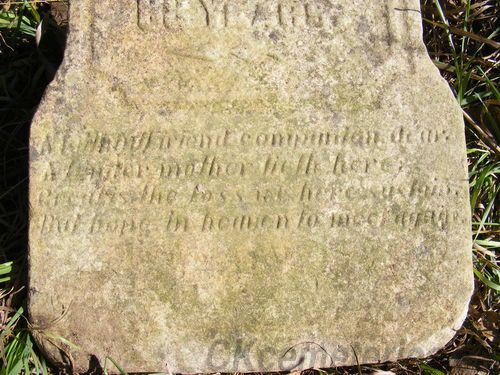 YEARS
A faithful friend companion dear,
A tender mother lieth here,
Great is the loss we here sustain,
But hope in heaven to meet again.